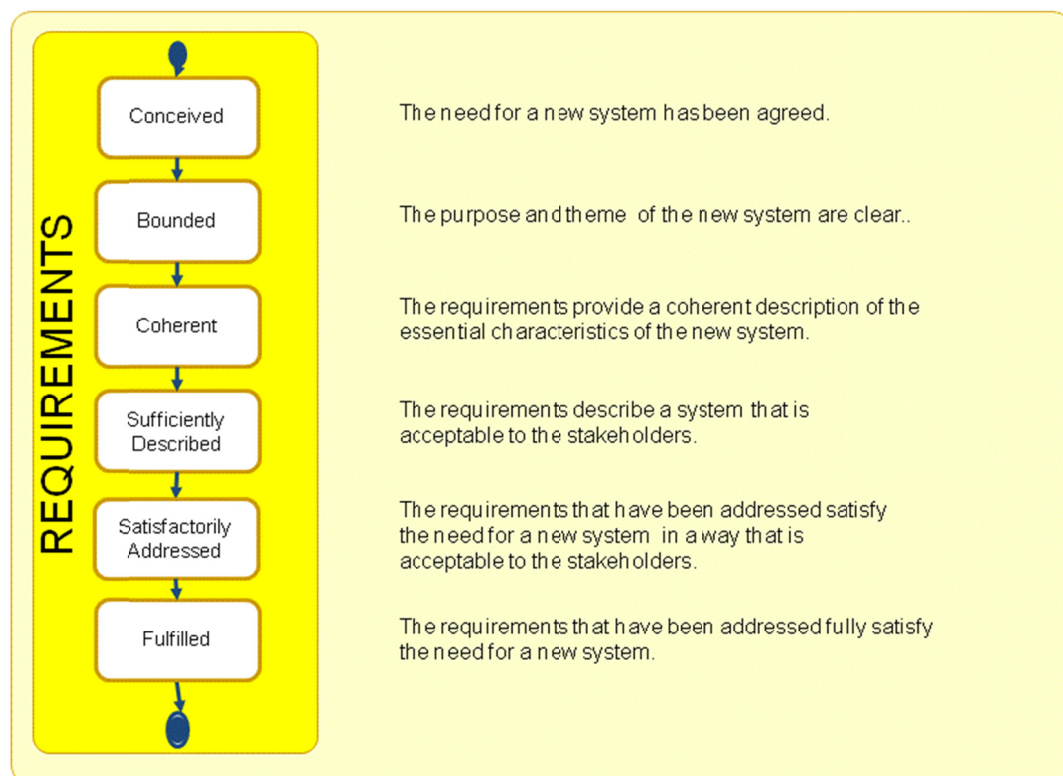 REQUIREMENTS
Conceived
The need for a new system has been agreed.
Bounded
The purpose and theme of the new system are clear..
Coherent
The requirements provide a coherent description of the
essential characteristics of the new system.
Sufficiently
Described
The requirements describe a system that is
acceptable to the stakeholders.
Satisfactorily
Addressed
The requirements that have been addressed satisfy
the need for a new system in a way that is
acceptable to the stakeholders.
Fulfilled
The requirements that have been addressed fully satisfy
the need for a new system.